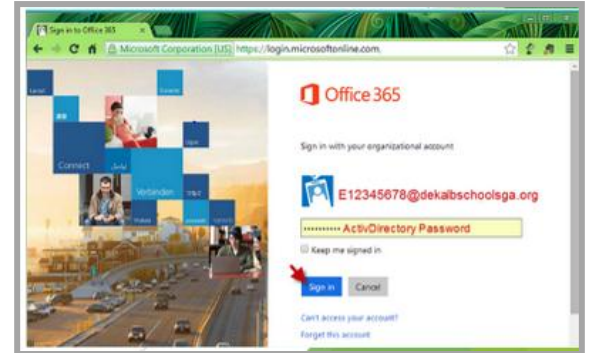 Sign in to Office 365
Microsoft Corporation [US] https://login.microsoftonline.com.
Office 365
Sign in with your organizational account
Connect
Verbinden
E12345678@dekalbschoolsga.org
ActivDirectory Password
Keep me signed in
Sign in Cancel
Can't access your account?
Forget this account